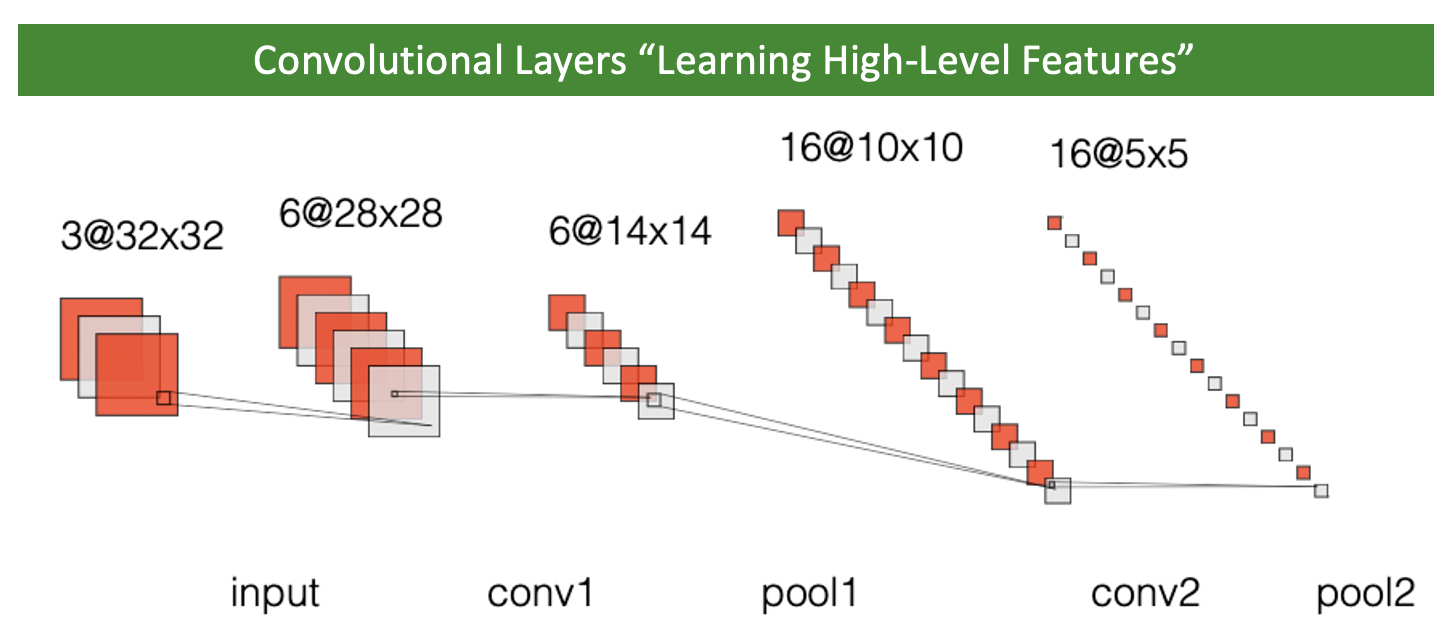 Convolutional Layers “Learning High-Level Features”
3@32x32
6@28x28
6@14x14
16@10x10
16@5x5
input
conv1
pool1
conv2
pool2